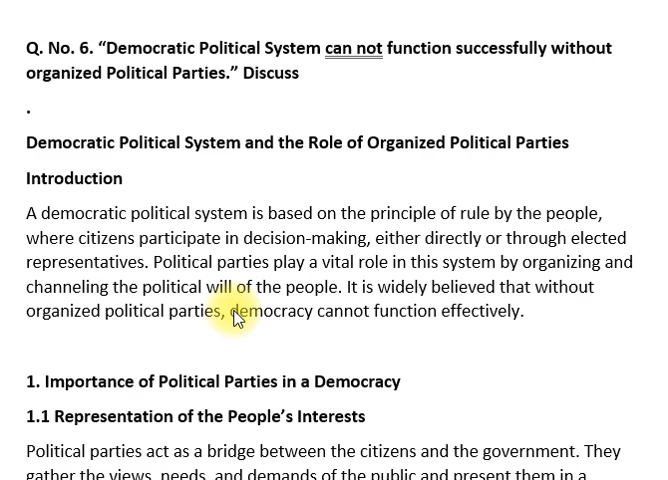 Q. No. 6. “Democratic Political System can not function successfully without
organized Political Parties.” Discuss
.
Democratic Political System and the Role of Organized Political Parties
Introduction
A democratic political system is based on the principle of rule by the people,
where citizens participate in decision-making, either directly or through elected
representatives. Political parties play a vital role in this system by organizing and
channeling the political will of the people. It is widely believed that without
organized political parties, democracy cannot function effectively.
1. Importance of Political Parties in a Democracy
1.1 Representation of the People’s Interests
Political parties act as a bridge between the citizens and the government. They
gather the views, needs, and demands of the public and present them in a